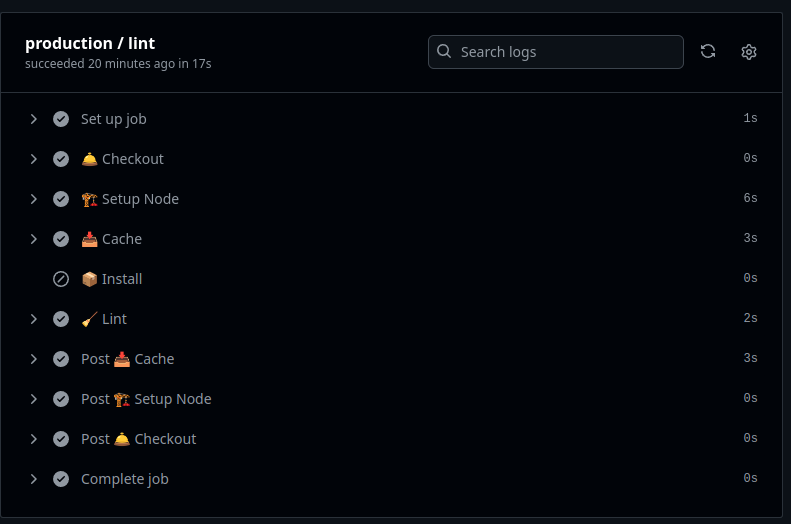 production / lint
succeeded 20 minutes ago in 17s
Search logs
Set up job 1s
🛎️ Checkout 0s
🏗️ Setup Node 6s
📥 Cache 3s
📦 Install 0s
🧹 Lint 2s
Post 📥 Cache 3s
Post 🏗️ Setup Node 0s
Post 🛎️ Checkout 0s
Complete job 0s